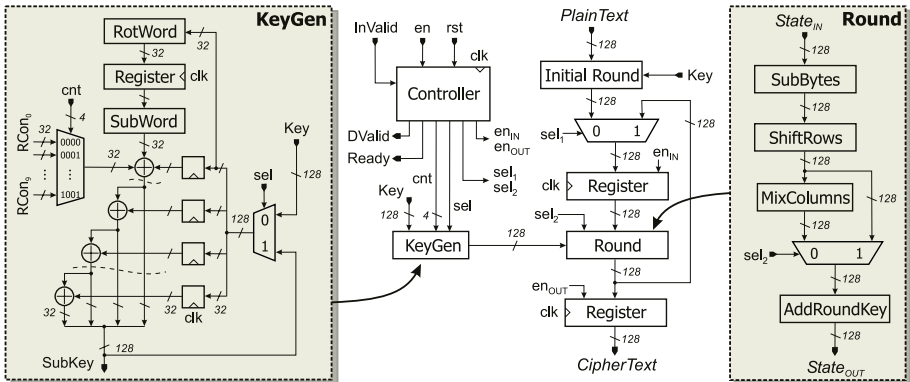 KeyGen
RotWord
32
32
Register
clk
cnt
4
SubWord
Key
128
RCon0
32
0000
0001
32
32
sel
RCon9
32
1001
128
0
1
32
32
clk
128
SubKey
InValid
en
rst
clk
Controller
DValid
Ready
enIN
enOUT
sel1
sel2
cnt
sel
Key
128
4
KeyGen
128
PlainText
128
Initial Round
Key
128
sel1
0
1
128
128
enIN
clk
Register
sel2
128
Round
128
enOUT
clk
Register
128
CipherText
Round
StateIN
128
SubBytes
128
ShiftRows
128
MixColumns
128
128
sel2
0
1
128
AddRoundKey
128
StateOUT